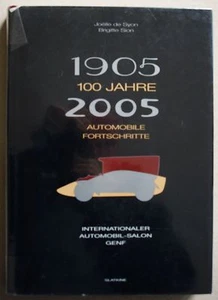 Joëlle de Syon
Brigitte Sion
1905
100 JAHRE
2005
AUTOMOBILE
FORTSCHRITTE
INTERNATIONALER
AUTOMOBIL-SALON
GENF
SLATKINE